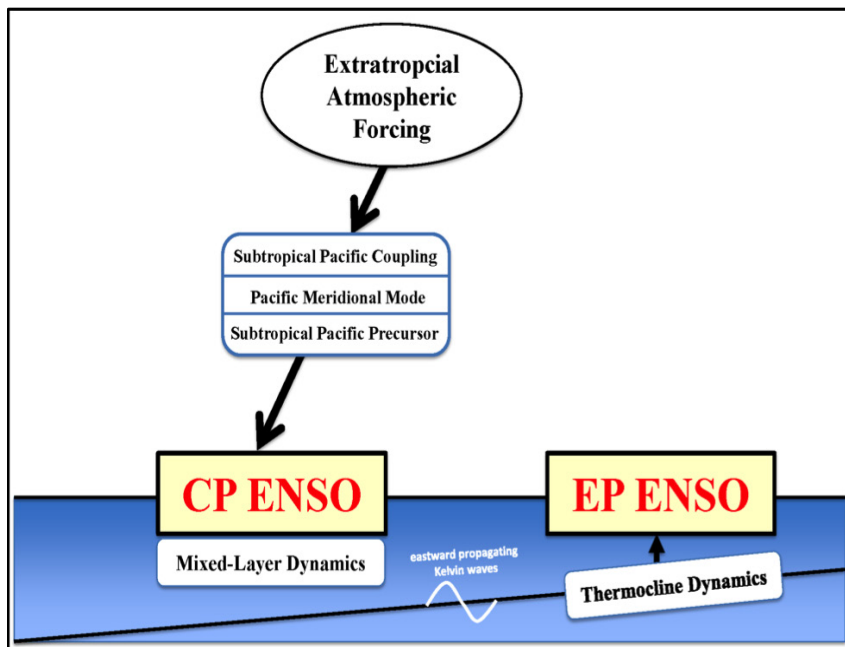 Extratropcial
Atmospheric
Forcing
Subtropical Pacific Coupling
Pacific Meridional Mode
Subtropical Pacific Precursor
CP ENSO
EP ENSO
Mixed-Layer Dynamics
eastward propagating
Kelvin waves
Thermocline Dynamics